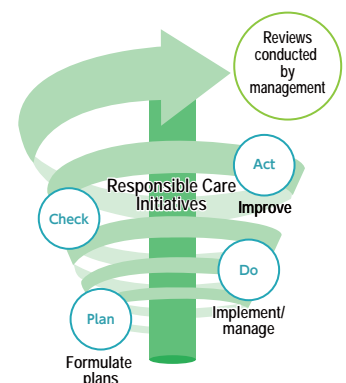 Reviews
conducted
by
management
Act
Responsible Care
Initiatives
Improve
Check
Do
Implement/
manage
Plan
Formulate
plans